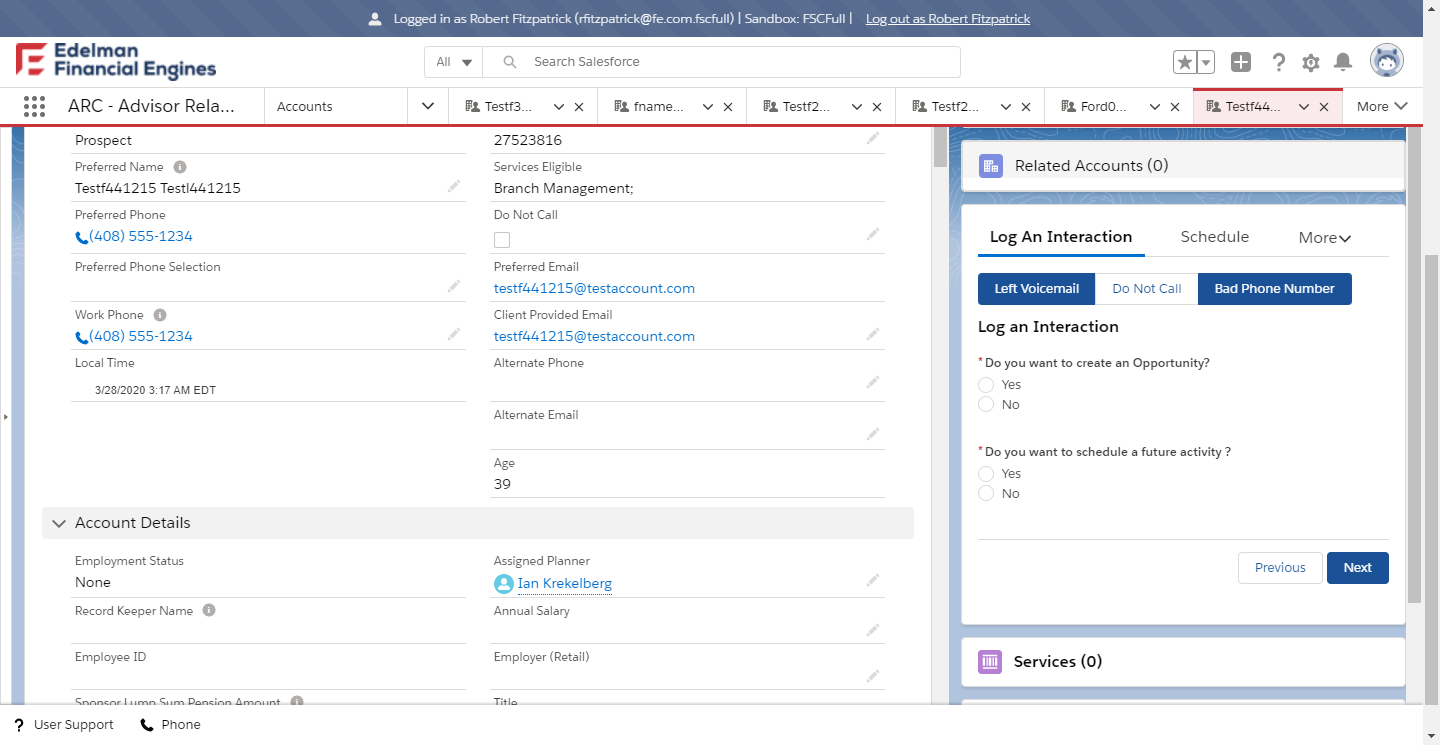 Logged in as Robert Fitzpatrick (rfitzpatrick@fe.com.fscfull) | Sandbox: FSCFull | Log out as Robert Fitzpatrick
Edelman
Financial Engines
All
Search Salesforce
ARC - Advisor Rela...
Accounts
Testf3...
fname...
Testf2...
Testf2...
Ford0...
Testf44...
More
Prospect
27523816
Preferred Name
Services Eligible
Testf441215 Testl441215
Branch Management;
Preferred Phone
Do Not Call
(408) 555-1234
Preferred Phone Selection
Preferred Email
testf441215@testaccount.com
Work Phone
Client Provided Email
(408) 555-1234
testf441215@testaccount.com
Local Time
Alternate Phone
3/28/2020 3:17 AM EDT
Alternate Email
Age
39
Account Details
Employment Status
Assigned Planner
None
Ian Krekelberg
Record Keeper Name
Annual Salary
Employee ID
Employer (Retail)
Sponsor Lump Sum Pension Amount
Title
Related Accounts (0)
Log An Interaction
Schedule
More
Left Voicemail
Do Not Call
Bad Phone Number
Log an Interaction
*Do you want to create an Opportunity?
Yes
No
*Do you want to schedule a future activity ?
Yes
No
Previous
Next
Services (0)
? User Support
Phone